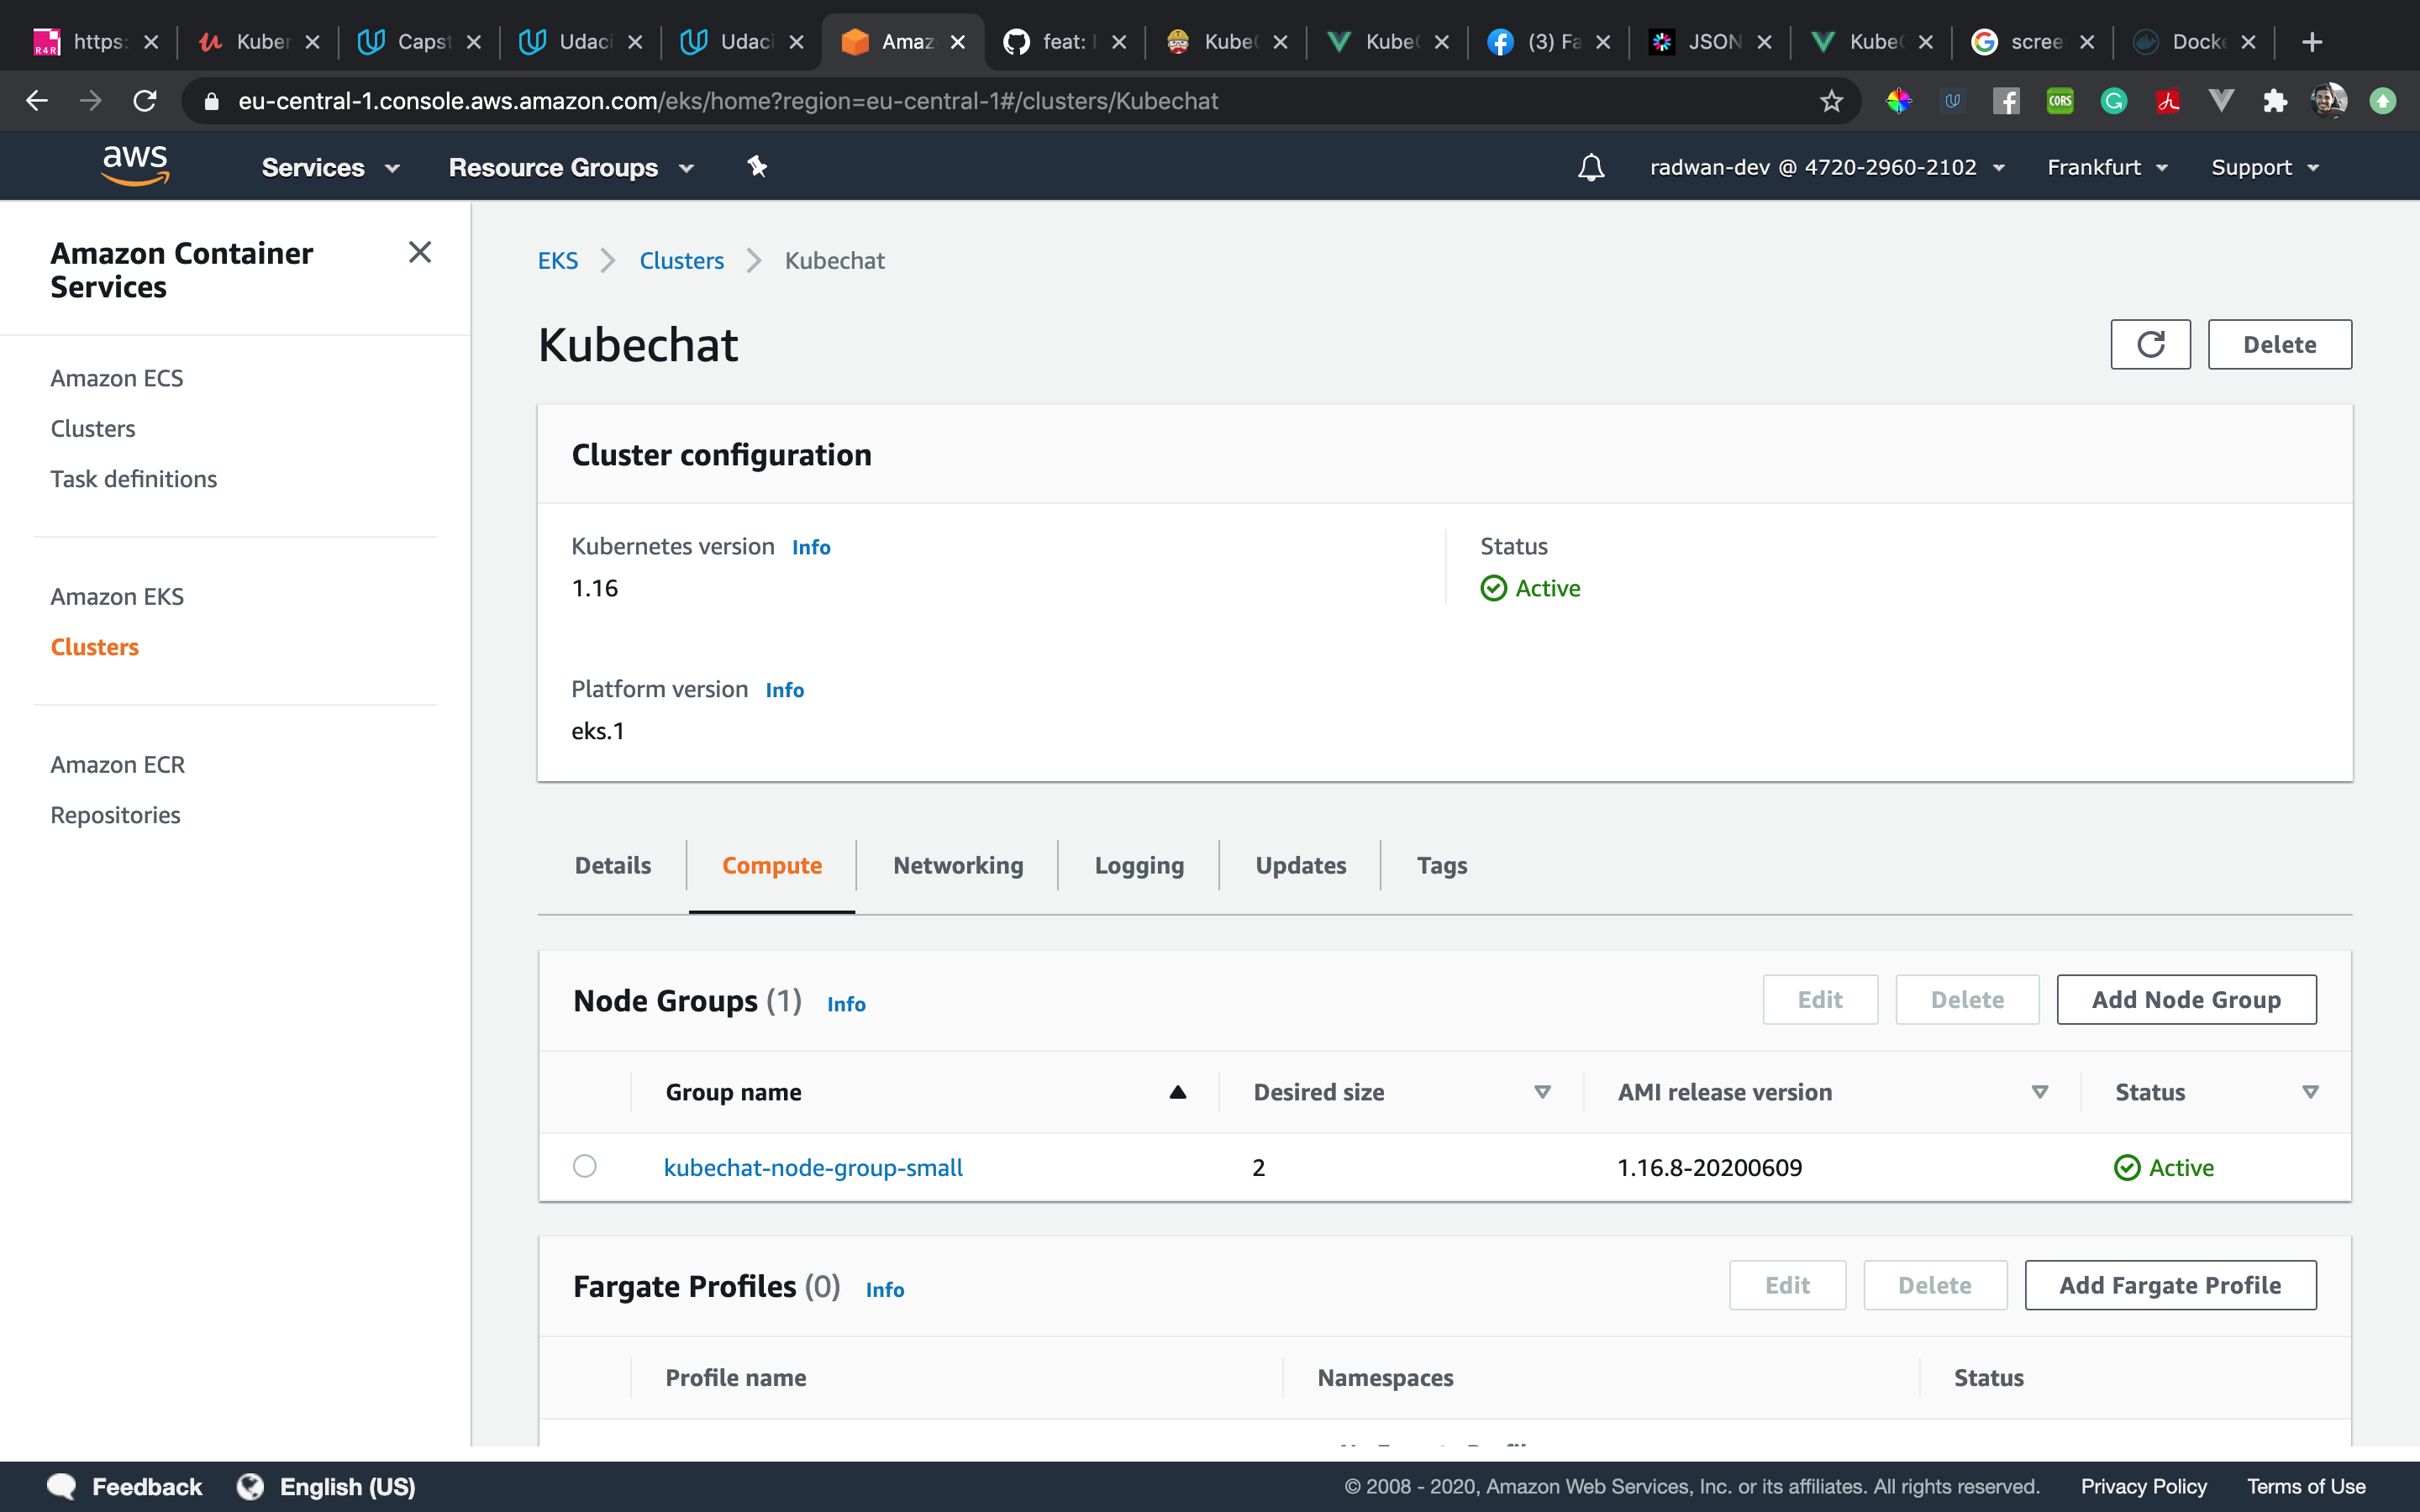 https:
Kuber
Capst
Udaci
Udaci
Amaz
feat:
Kube
Kube
(3) Fa
JSON
Kube
scree
Docke
eu-central-1.console.aws.amazon.com/eks/home?region=eu-central-1#/clusters/Kubechat
aws
Services
Resource Groups
radwan-dev @ 4720-2960-2102
Frankfurt
Support
Amazon Container
Services
Amazon ECS
Clusters
Task definitions
Amazon EKS
Clusters
Amazon ECR
Repositories
EKS
Clusters
Kubechat
Kubechat
Delete
Cluster configuration
Kubernetes version Info
1.16
Status
Active
Platform version Info
eks.1
Details
Compute
Networking
Logging
Updates
Tags
Node Groups (1) Info
Edit
Delete
Add Node Group
Group name
Desired size
AMI release version
Status
kubechat-node-group-small
2
1.16.8-20200609
Active
Fargate Profiles (0) Info
Edit
Delete
Add Fargate Profile
Profile name
Namespaces
Status
Feedback
English (US)
© 2008 - 2020, Amazon Web Services, Inc. or its affiliates. All rights reserved.
Privacy Policy
Terms of Use